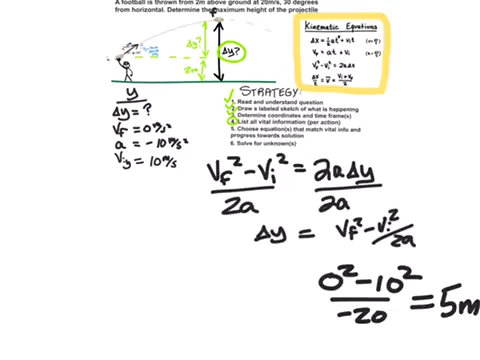 A football is thrown from 2m above ground at 20m/s, 30 degrees
from horizontal. Determine the maximum height of the projectile
Kinematic Equations
Δx = ½at² + vᵢt
Vf = at + Vᵢ
Vf² - Vᵢ² = 2aΔx
Δx/t = V̅ = Vᵢ + Vf / 2
Δy?
Δy?
2m
STRATEGY:
1. Read and understand question
2. Draw a labeled sketch of what is happening
3. Determine coordinates and time frame(s)
4. List all vital information (per action)
5. Choose equation(s) that match vital info and
progress towards solution
6. Solve for unknown(s)
y
Δy = ?
Vf = 0 m/s²
a = -10 m/s²
Viy = 10 m/s
Vf² - Vi² = 2aΔy
2a 2a
Δy = Vf² - Vi² / 2a
0² - 10² = 5m
-20